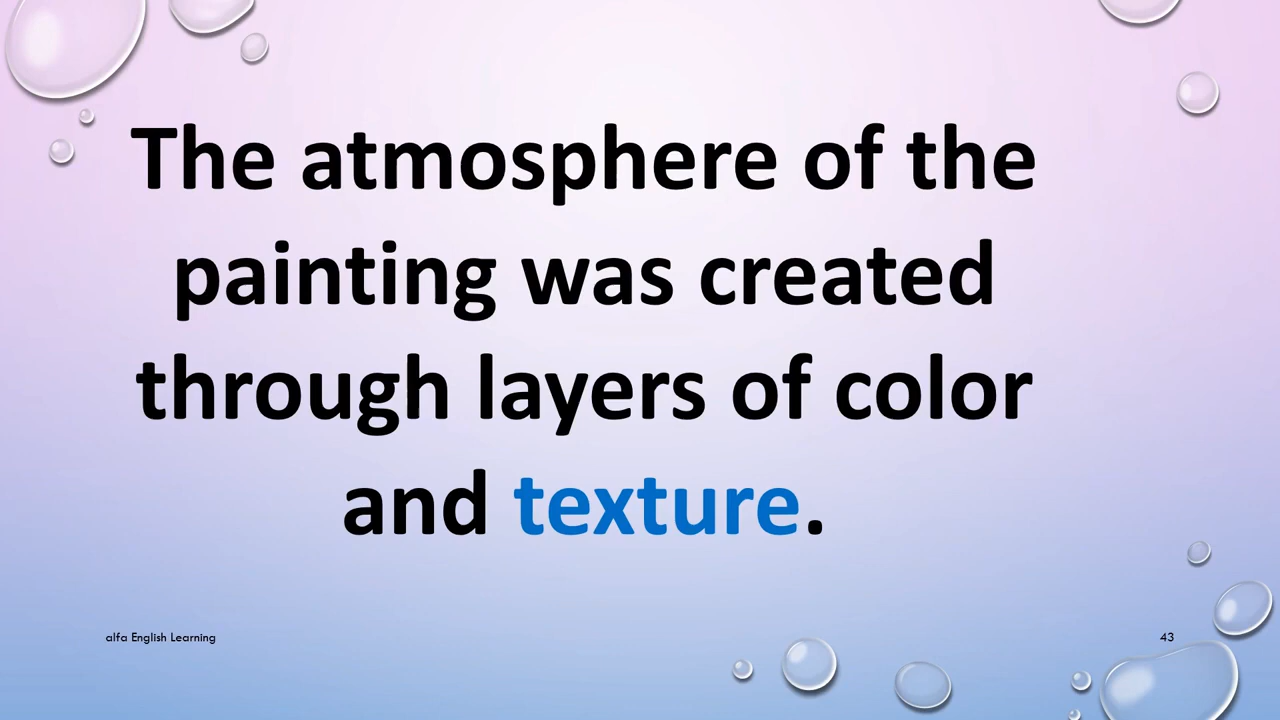 The atmosphere of the
painting was created
through layers of color
and texture.
alfa English Learning
43